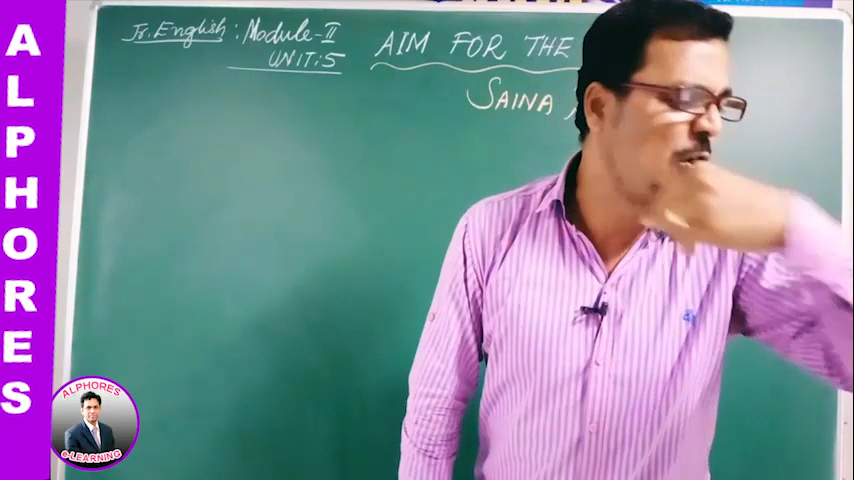 ALPHORES
Jr. English : Module-II
UNIT:5
AIM FOR THE
SAINA
ALPHORES
e-LEARNING